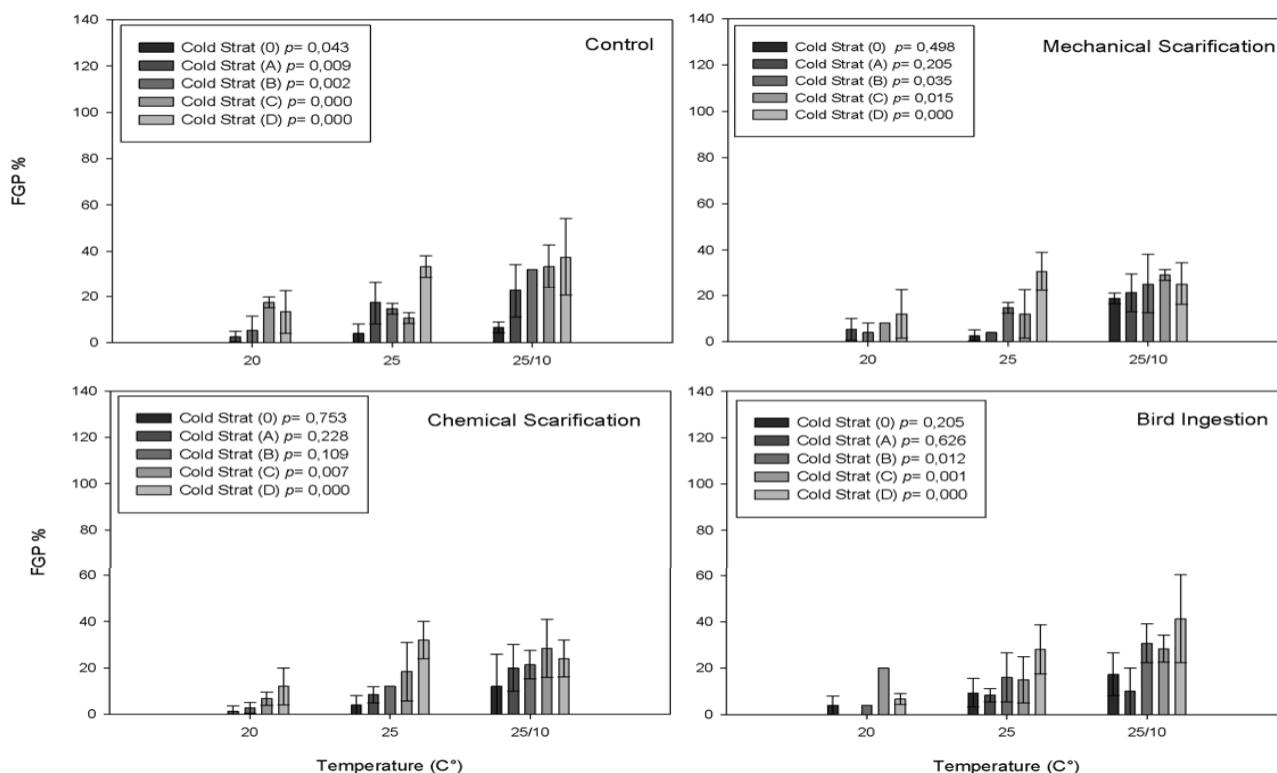 Control
Cold Strat (0) p= 0,043
Cold Strat (A) p= 0,009
Cold Strat (B) p= 0,002
Cold Strat (C) p= 0,000
Cold Strat (D) p= 0,000
140
120
100
80
60
40
20
0
FGP %
20
25
25/10
Mechanical Scarification
Cold Strat (0) p= 0,498
Cold Strat (A) p= 0,205
Cold Strat (B) p= 0,035
Cold Strat (C) p= 0,015
Cold Strat (D) p= 0,000
140
120
100
80
60
40
20
0
20
25
25/10
Chemical Scarification
Cold Strat (0) p= 0,753
Cold Strat (A) p= 0,228
Cold Strat (B) p= 0,109
Cold Strat (C) p= 0,007
Cold Strat (D) p= 0,000
140
120
100
80
60
40
20
0
FGP %
20
25
25/10
Temperature (C°)
Bird Ingestion
Cold Strat (0) p= 0,205
Cold Strat (A) p= 0,626
Cold Strat (B) p= 0,012
Cold Strat (C) p= 0,001
Cold Strat (D) p= 0,000
140
120
100
80
60
40
20
0
20
25
25/10
Temperature (C°)